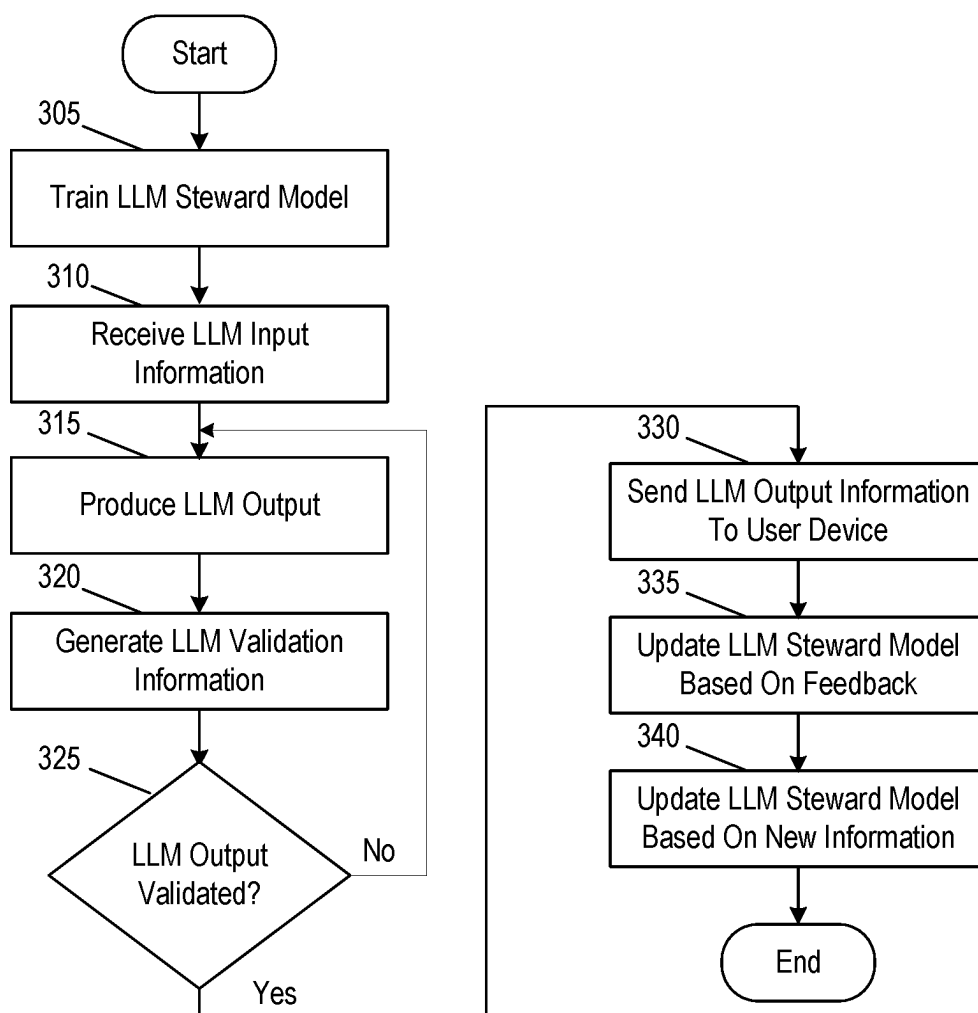 Start
305
Train LLM Steward Model
310
Receive LLM Input
Information
315
Produce LLM Output
320
Generate LLM Validation
Information
325
LLM Output
Validated?
No
Yes
330
Send LLM Output Information
To User Device
335
Update LLM Steward Model
Based On Feedback
340
Update LLM Steward Model
Based On New Information
End